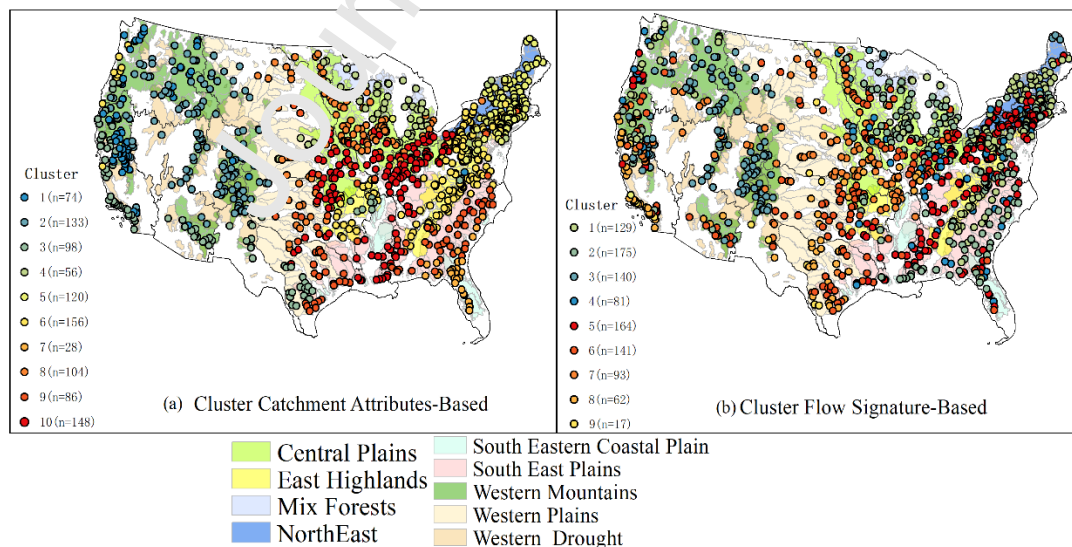 Jour
Cluster
1(n=74)
2(n=133)
3(n=98)
4(n=56)
5(n=120)
6(n=156)
7(n=28)
8(n=104)
9(n=86)
10(n=148)
(a) Cluster Catchment Attributes-Based
Cluster
1(n=129)
2(n=175)
3(n=140)
4(n=81)
5(n=164)
6(n=141)
7(n=93)
8(n=62)
9(n=17)
(b) Cluster Flow Signature-Based
Central Plains
East Highlands
Mix Forests
NorthEast
South Eastern Coastal Plain
South East Plains
Western Mountains
Western Plains
Western Drought